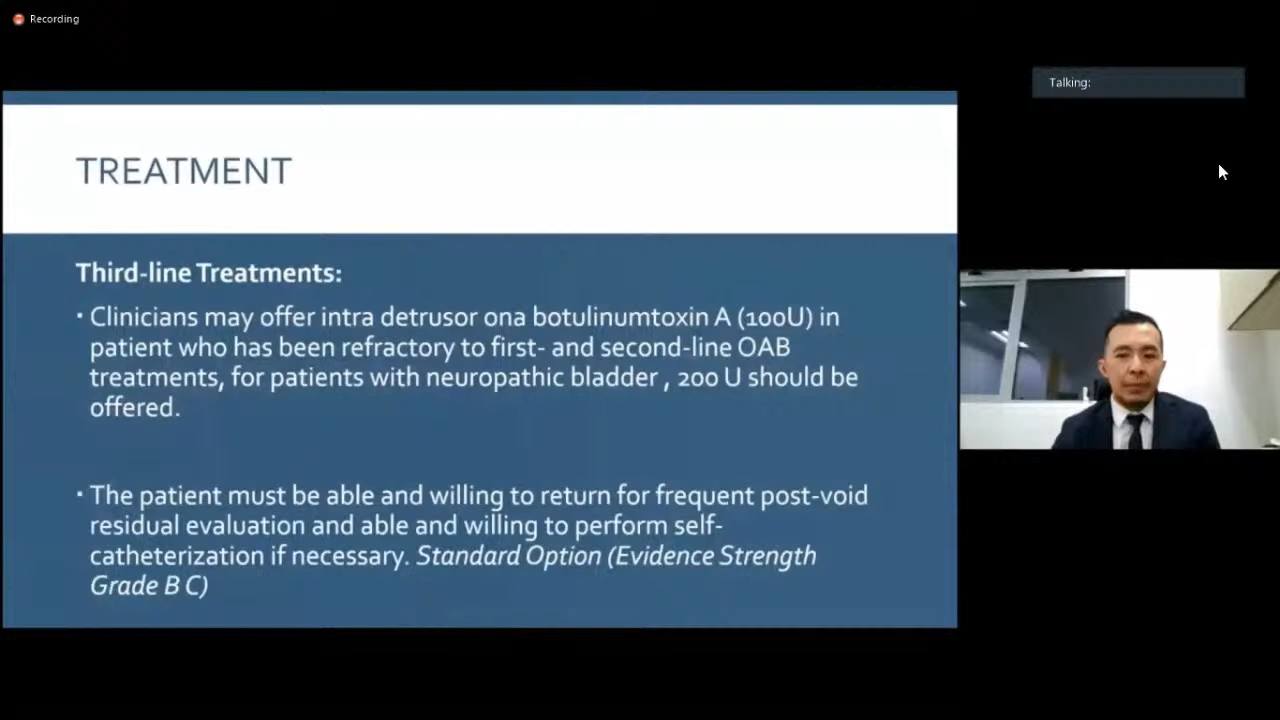 Recording
Talking:
TREATMENT
Third-line Treatments:
▪ Clinicians may offer intra detrusor ona botulinumtoxin A (100U) in
patient who has been refractory to first- and second-line OAB
treatments, for patients with neuropathic bladder , 200 U should be
offered.
▪ The patient must be able and willing to return for frequent post-void
residual evaluation and able and willing to perform self-
catheterization if necessary. Standard Option (Evidence Strength
Grade B C)